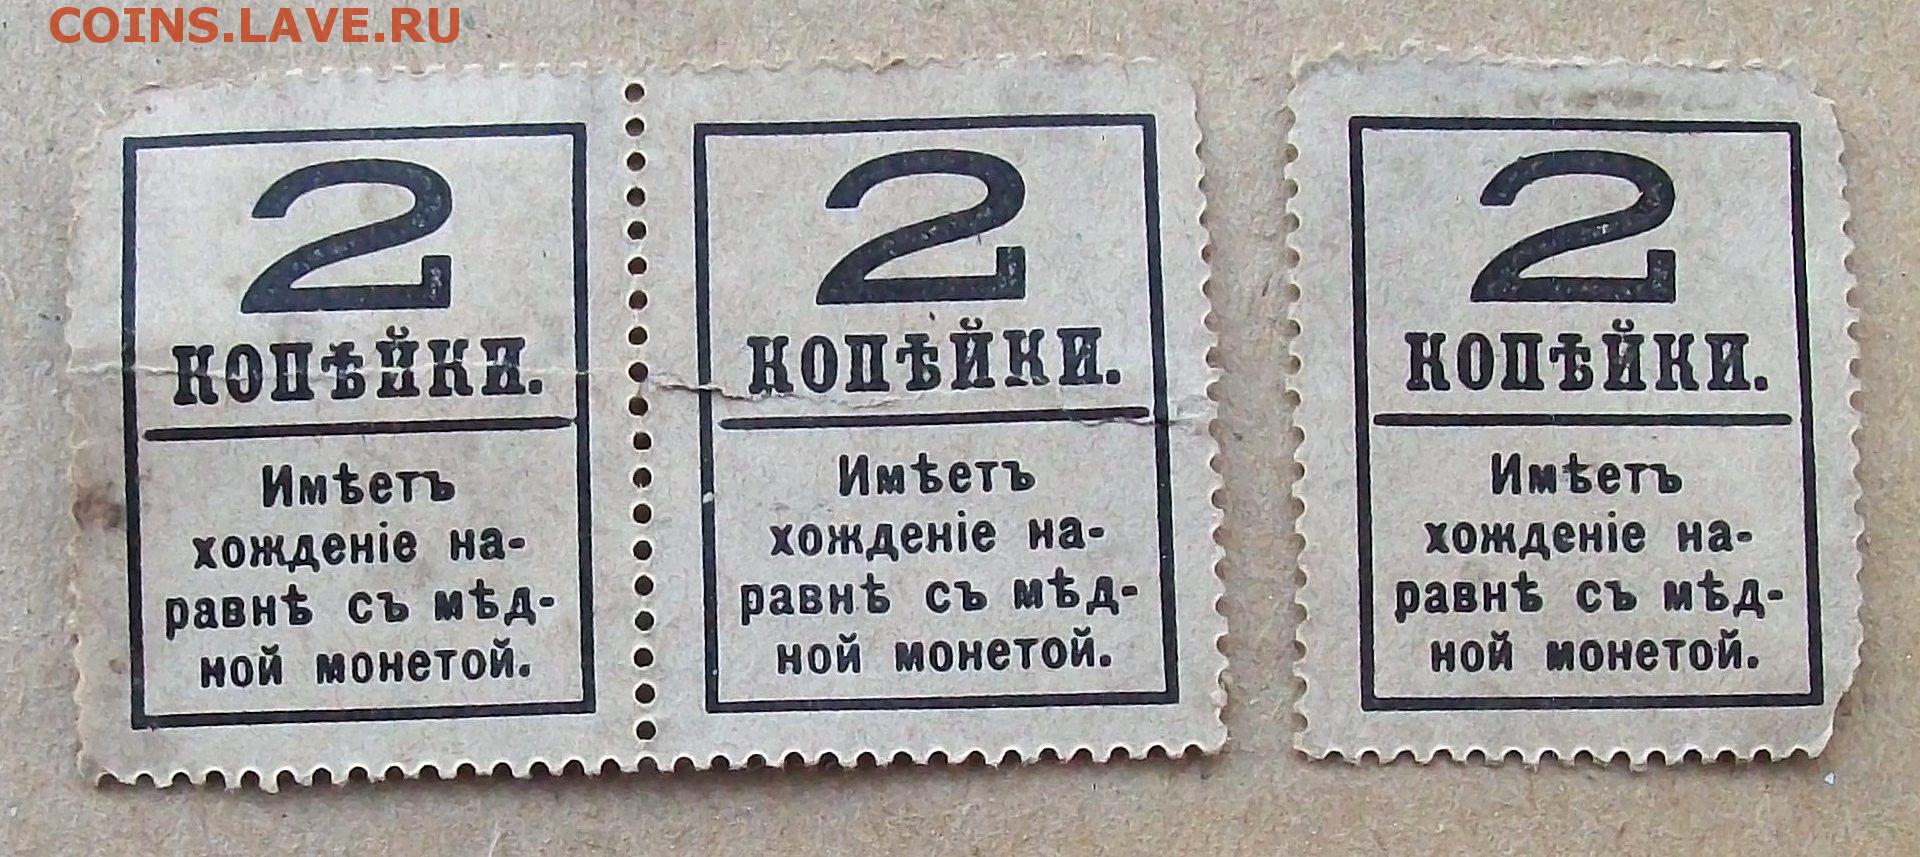 COINS.LAVE.RU
2
КОПѢЙКИ.
Имѣетъ
хожденіе на-
равнѣ съ мѣд-
ной монетой.
2
КОПѢЙКИ.
Имѣетъ
хожденіе на-
равнѣ съ мѣд-
ной монетой.
2
КОПѢЙКИ.
Имѣетъ
хожденіе на-
равнѣ съ мѣд-
ной монетой.